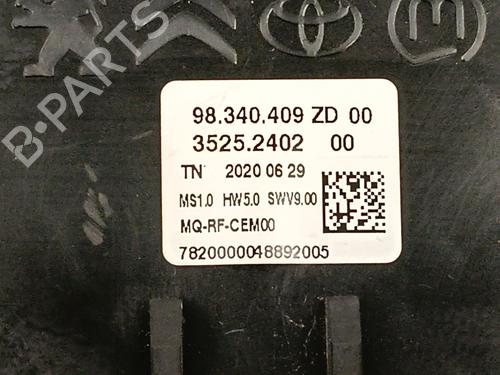 B-PARTS
98.340.409 ZD 00
3525.2402 00
TN 2020 06 29
MS1.0 HW5.0 SWV9.00
MQ-RF-CEM00
7820000048892005